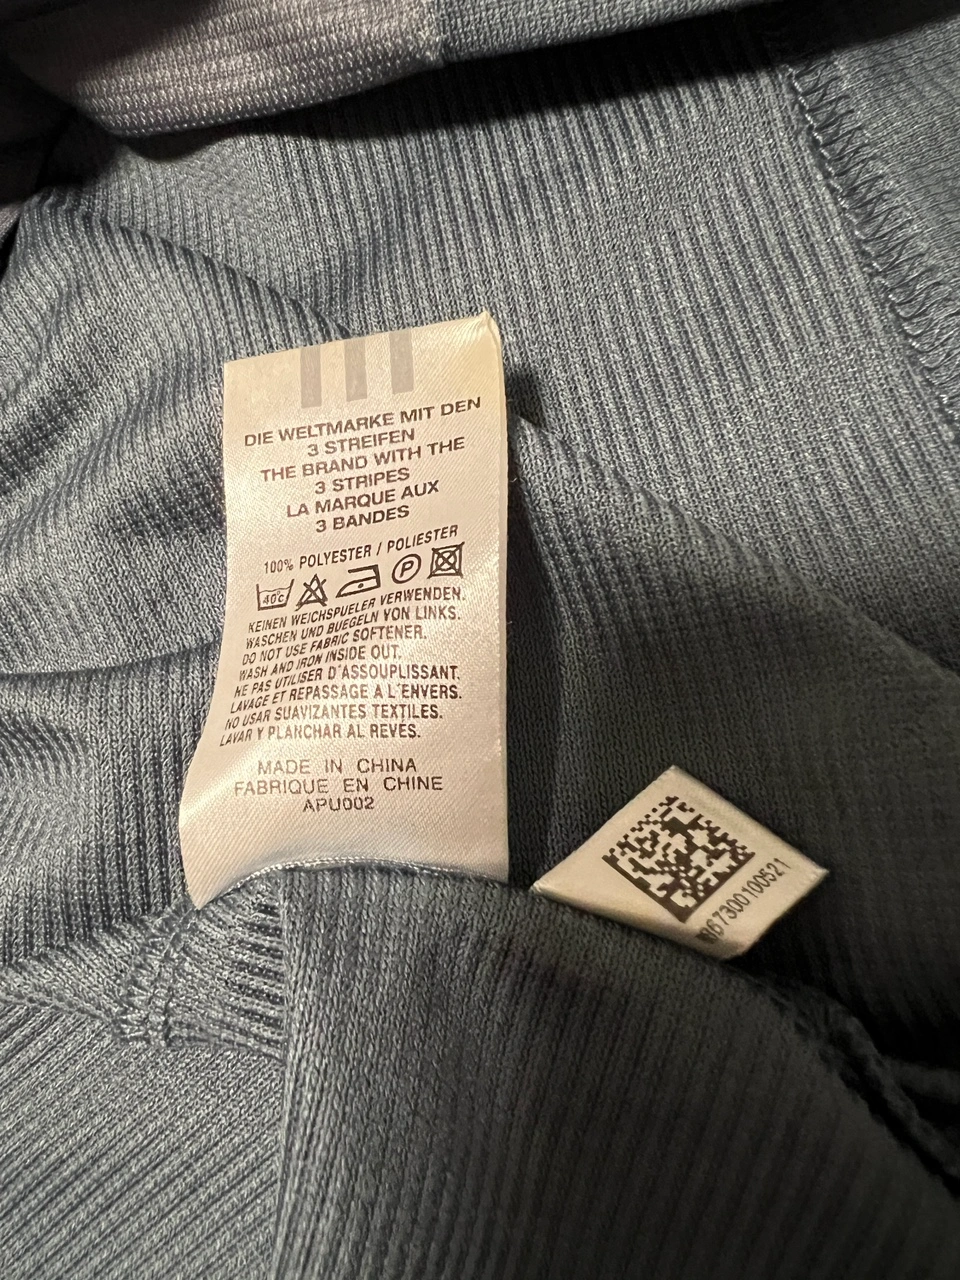 DIE WELTMARKE MIT DEN
3 STREIFEN
THE BRAND WITH THE
3 STRIPES
LA MARQUE AUX
3 BANDES
100% POLYESTER / POLIESTER
40°C P
KEINEN WEICHSPUELER VERWENDEN.
WASCHEN UND BUEGELN VON LINKS.
DO NOT USE FABRIC SOFTENER.
WASH AND IRON INSIDE OUT.
NE PAS UTILISER D'ASSOUPLISSANT.
LAVAGE ET REPASSAGE A L'ENVERS.
NO USAR SUAVIZANTES TEXTILES.
LAVAR Y PLANCHAR AL REVES.
MADE IN CHINA
FABRIQUE EN CHINE
APU002